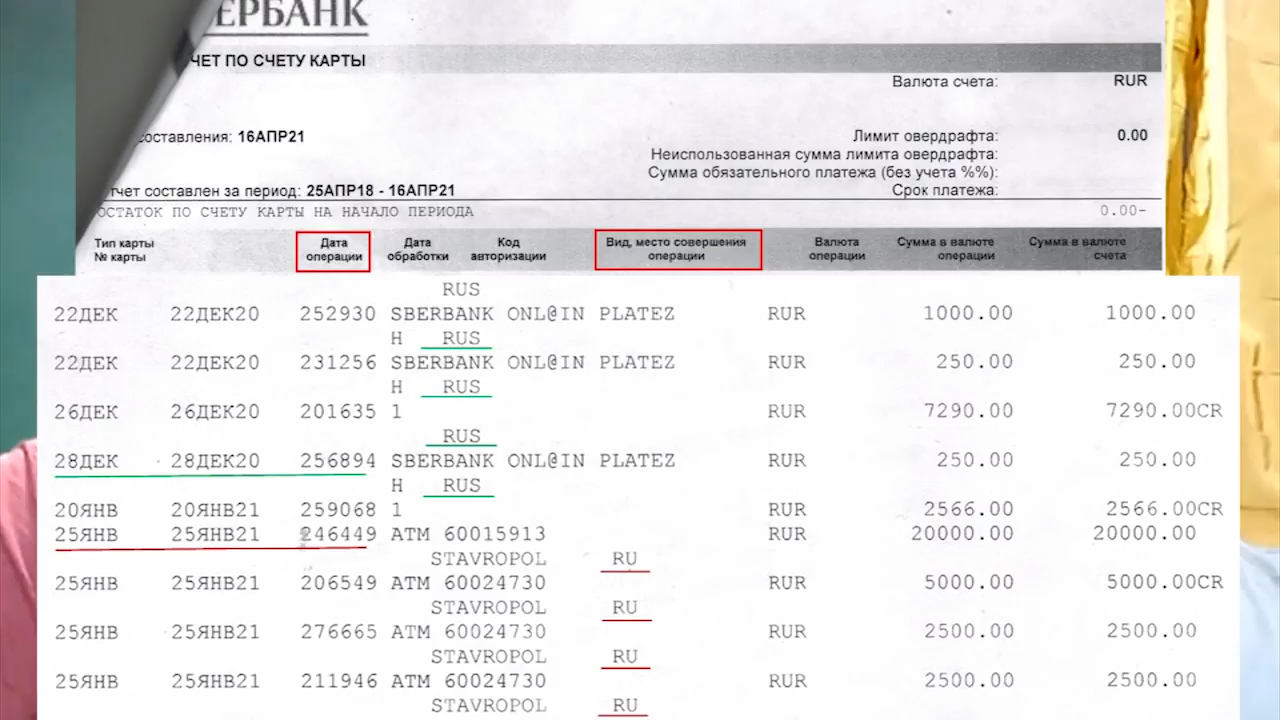 ЕРБАНК
ЧЕТ ПО СЧЕТУ КАРТЫ
Валюта счета: RUR
составления: 16АПР21
Лимит овердрафта: 0.00
Неиспользованная сумма лимита овердрафта:
Сумма обязательного платежа (без учета %%):
тчет составлен за период: 25АПР18 - 16АПР21
Срок платежа:
ОСТАТОК ПО СЧЕТУ КАРТЫ НА НАЧАЛО ПЕРИОДА 0.00-
Тип карты Дата Дата Код Вид, место совершения Валюта Сумма в валюте Сумма в валюте
№ карты операции обработки авторизации операции операции операции счета
RUS
22ДЕК 22ДЕК20 252930 SBERBANK ONL@IN PLATEZ RUR 1000.00 1000.00
H RUS
22ДЕК 22ДЕК20 231256 SBERBANK ONL@IN PLATEZ RUR 250.00 250.00
H RUS
26ДЕК 26ДЕК20 201635 1 RUR 7290.00 7290.00CR
RUS
28ДЕК 28ДЕК20 256894 SBERBANK ONL@IN PLATEZ RUR 250.00 250.00
H RUS
20ЯНВ 20ЯНВ21 259068 1 RUR 2566.00 2566.00CR
25ЯНВ 25ЯНВ21 246449 ATM 60015913 RUR 20000.00 20000.00
STAVROPOL RU
25ЯНВ 25ЯНВ21 206549 ATM 60024730 RUR 5000.00 5000.00CR
STAVROPOL RU
25ЯНВ 25ЯНВ21 276665 ATM 60024730 RUR 2500.00 2500.00
STAVROPOL RU
25ЯНВ 25ЯНВ21 211946 ATM 60024730 RUR 2500.00 2500.00
STAVROPOL RU